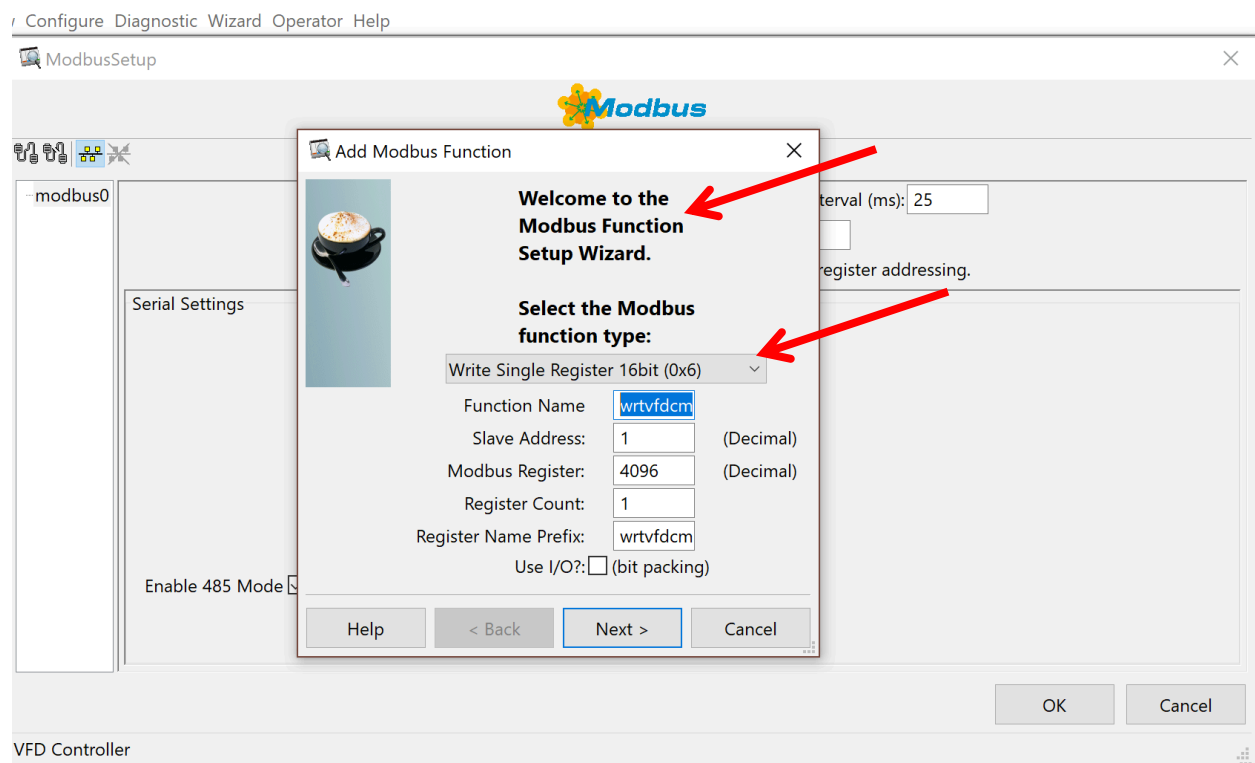 Configure Diagnostic Wizard Operator Help
ModbusSetup
Modbus
Add Modbus Function
modbus0
Welcome to the
Modbus Function
Setup Wizard.
terval (ms): 25
register addressing.
Serial Settings
Select the Modbus
function type:
Write Single Register 16bit (0x6)
Function Name wrtvfdcm
Slave Address: 1 (Decimal)
Modbus Register: 4096 (Decimal)
Register Count: 1
Register Name Prefix: wrtvfdcm
Use I/O?: (bit packing)
Enable 485 Mode
Help < Back Next > Cancel
OK Cancel
VFD Controller